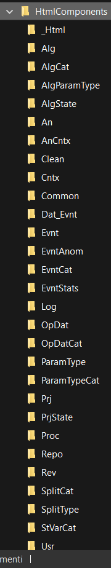 HtmlComponents
_Html
Alg
AlgCat
AlgParamType
AlgState
An
AnCntx
Clean
Cntx
Common
Dat_Evnt
Evnt
EvntAnom
EvntCat
EvntStats
Log
OpDat
OpDatCat
ParamType
ParamTypeCat
Prj
PrjState
Proc
Repo
Rev
SplitCat
SplitType
StVarCat
Usr
menti